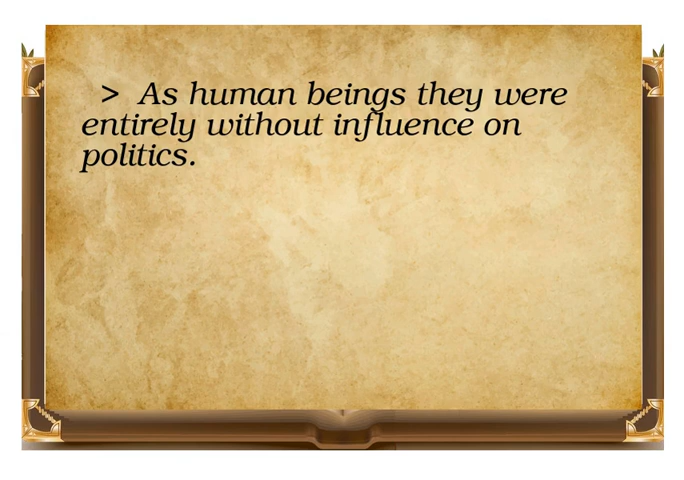 > As human beings they were
entirely without influence on
politics.